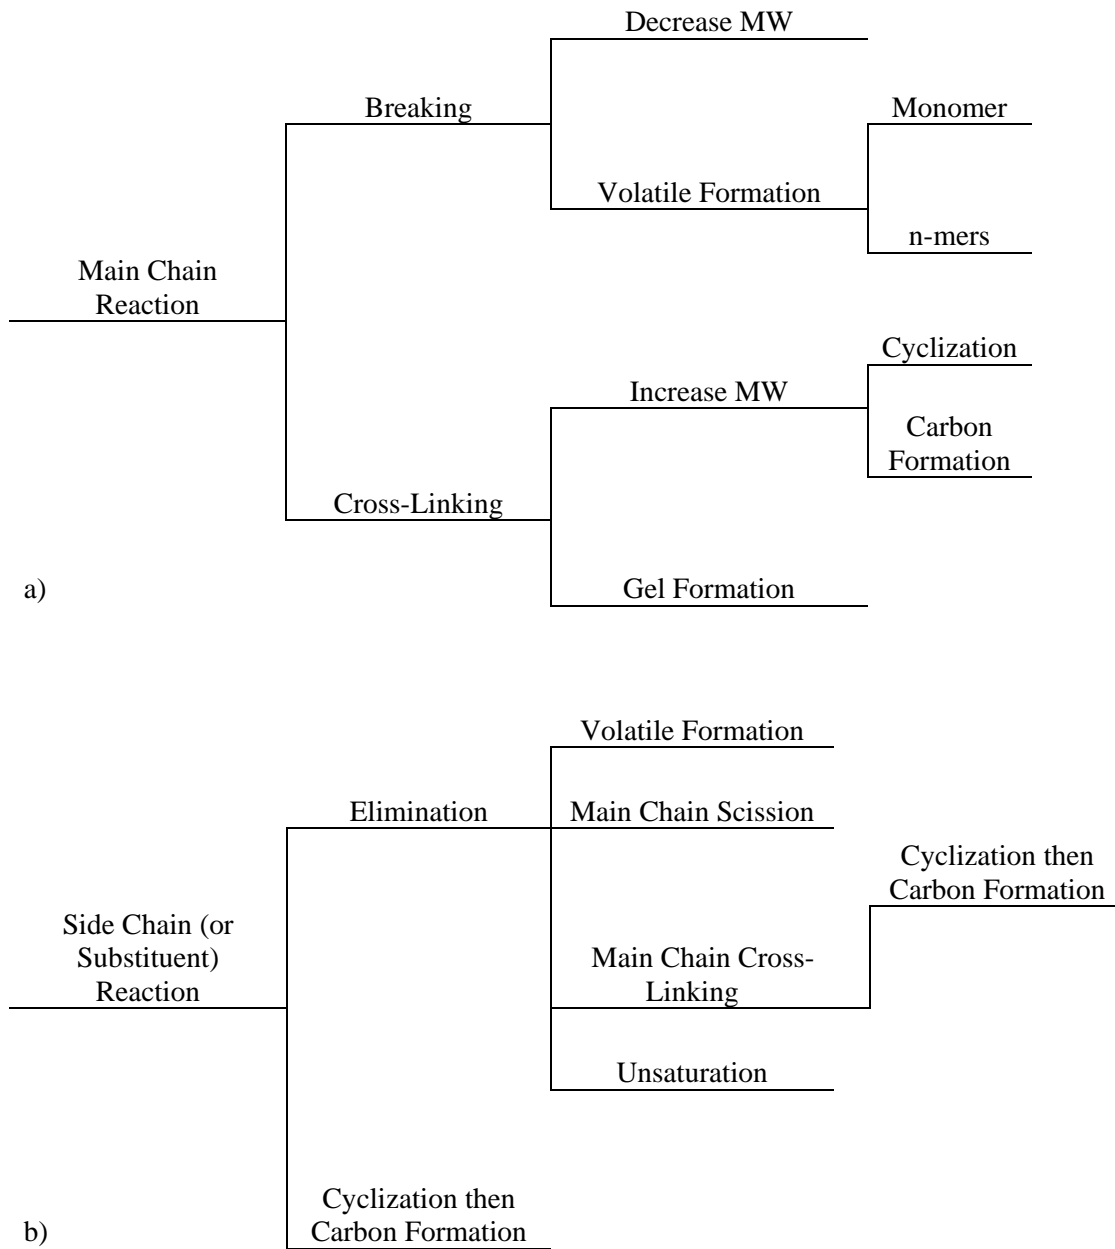 Decrease MW
Breaking
Monomer
Volatile Formation
n-mers
Main Chain
Reaction
Cyclization
Increase MW
Carbon
Formation
Cross-Linking
Gel Formation
a)
Volatile Formation
Elimination
Main Chain Scission
Cyclization then
Carbon Formation
Side Chain (or
Substituent)
Reaction
Main Chain Cross-
Linking
Unsaturation
Cyclization then
Carbon Formation
b)